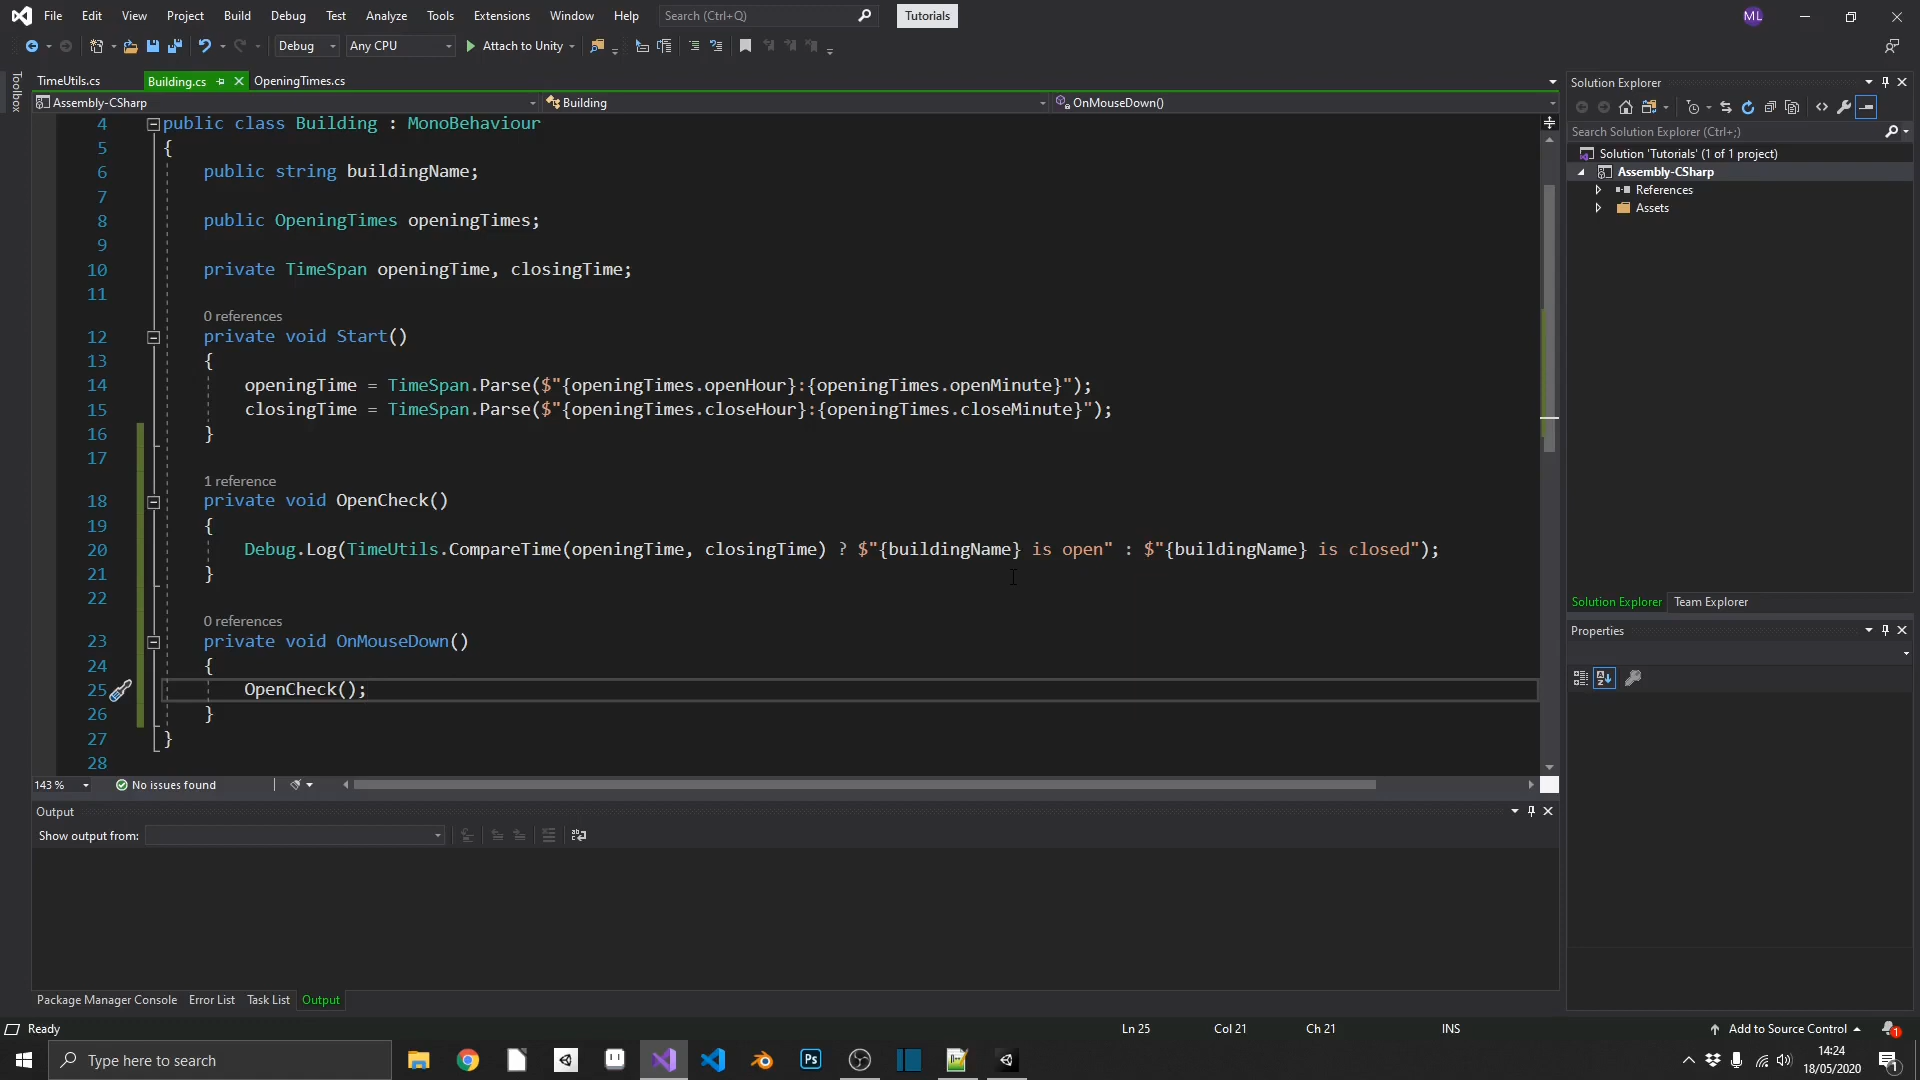 File Edit View Project Build Debug Test Analyze Tools Extensions Window Help Search (Ctrl+Q) Tutorials ML
Debug Any CPU Attach to Unity
Toolbox
TimeUtils.cs Building.cs OpeningTimes.cs
Assembly-CSharp Building OnMouseDown()
4 public class Building : MonoBehaviour
5 {
6 public string buildingName;
7
8 public OpeningTimes openingTimes;
9
10 private TimeSpan openingTime, closingTime;
11
0 references
12 private void Start()
13 {
14 openingTime = TimeSpan.Parse($"{openingTimes.openHour}:{openingTimes.openMinute}");
15 closingTime = TimeSpan.Parse($"{openingTimes.closeHour}:{openingTimes.closeMinute}");
16 }
17
1 reference
18 private void OpenCheck()
19 {
20 Debug.Log(TimeUtils.CompareTime(openingTime, closingTime) ? $"{buildingName} is open" : $"{buildingName} is closed");
21 }
22
0 references
23 private void OnMouseDown()
24 {
25 OpenCheck();
26 }
27 }
28
143 % No issues found
Output
Show output from:
Package Manager Console Error List Task List Output
Solution Explorer
Search Solution Explorer (Ctrl+;)
Solution 'Tutorials' (1 of 1 project)
Assembly-CSharp
References
Assets
Solution Explorer Team Explorer
Properties
Ready Ln 25 Col 21 Ch 21 INS Add to Source Control 1
Type here to search Ps 14:24
18/05/2020 1